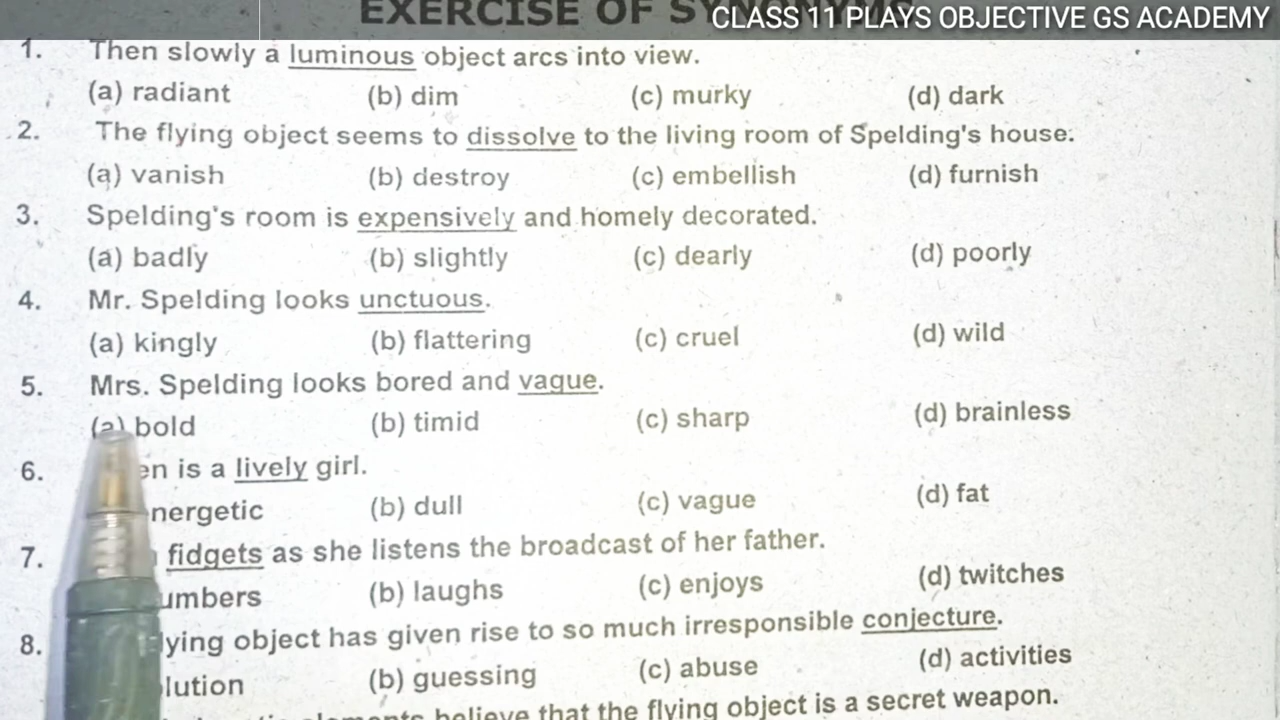 EXERCISE OF
CLASS 11 PLAYS OBJECTIVE GS ACADEMY
1. Then slowly a luminous object arcs into view.
(a) radiant (b) dim (c) murky (d) dark
2. The flying object seems to dissolve to the living room of Spelding's house.
(a) vanish (b) destroy (c) embellish (d) furnish
3. Spelding's room is expensively and homely decorated.
(a) badly (b) slightly (c) dearly (d) poorly
4. Mr. Spelding looks unctuous.
(a) kingly (b) flattering (c) cruel (d) wild
5. Mrs. Spelding looks bored and vague.
(a) bold (b) timid (c) sharp (d) brainless
6. is a lively girl.
(b) dull (c) vague (d) fat
7. fidgets as she listens the broadcast of her father.
(b) laughs (c) enjoys (d) twitches
8. object has given rise to so much irresponsible conjecture.
(b) guessing (c) abuse (d) activities
believe that the flying object is a secret weapon.